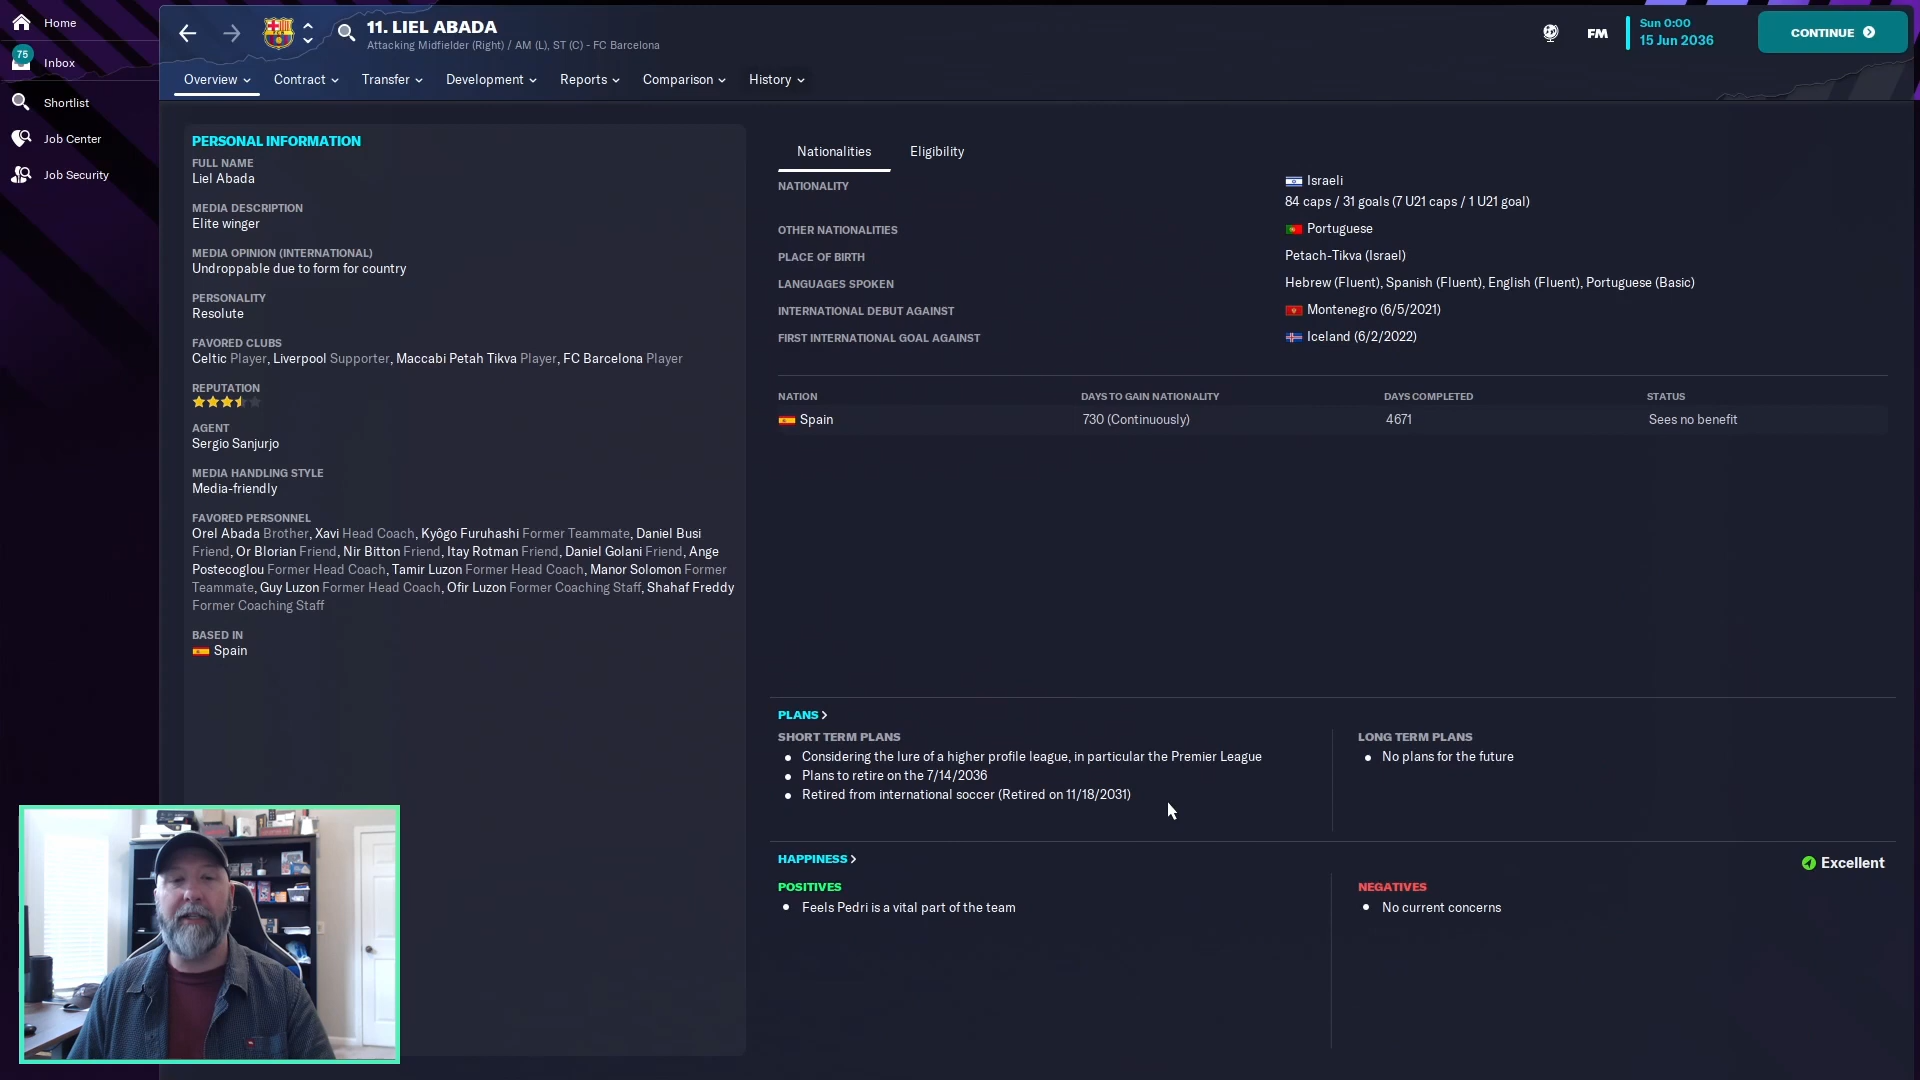 Home
75
Inbox
Shortlist
Job Center
Job Security
11. LIEL ABADA
Attacking Midfielder (Right) / AM (L), ST (C) - FC Barcelona
FM
Sun 0:00
15 Jun 2036
CONTINUE
Overview
Contract
Transfer
Development
Reports
Comparison
History
PERSONAL INFORMATION
FULL NAME
Liel Abada
MEDIA DESCRIPTION
Elite winger
MEDIA OPINION (INTERNATIONAL)
Undroppable due to form for country
PERSONALITY
Resolute
FAVORED CLUBS
Celtic Player, Liverpool Supporter, Maccabi Petah Tikva Player, FC Barcelona Player
REPUTATION
AGENT
Sergio Sanjurjo
MEDIA HANDLING STYLE
Media-friendly
FAVORED PERSONNEL
Orel Abada Brother, Xavi Head Coach, Kyôgo Furuhashi Former Teammate, Daniel Busi
Friend, Or Blorian Friend, Nir Bitton Friend, Itay Rotman Friend, Daniel Golani Friend, Ange
Postecoglou Former Head Coach, Tamir Luzon Former Head Coach, Manor Solomon Former
Teammate, Guy Luzon Former Head Coach, Ofir Luzon Former Coaching Staff, Shahaf Freddy
Former Coaching Staff
BASED IN
Spain
Nationalities
Eligibility
NATIONALITY
Israeli
84 caps / 31 goals (7 U21 caps / 1 U21 goal)
OTHER NATIONALITIES
Portuguese
PLACE OF BIRTH
Petach-Tikva (Israel)
LANGUAGES SPOKEN
Hebrew (Fluent), Spanish (Fluent), English (Fluent), Portuguese (Basic)
INTERNATIONAL DEBUT AGAINST
Montenegro (6/5/2021)
FIRST INTERNATIONAL GOAL AGAINST
Iceland (6/2/2022)
NATION DAYS TO GAIN NATIONALITY DAYS COMPLETED STATUS
Spain 730 (Continuously) 4671 Sees no benefit
PLANS
SHORT TERM PLANS
Considering the lure of a higher profile league, in particular the Premier League
Plans to retire on the 7/14/2036
Retired from international soccer (Retired on 11/18/2031)
LONG TERM PLANS
No plans for the future
HAPPINESS
Excellent
POSITIVES
Feels Pedri is a vital part of the team
NEGATIVES
No current concerns